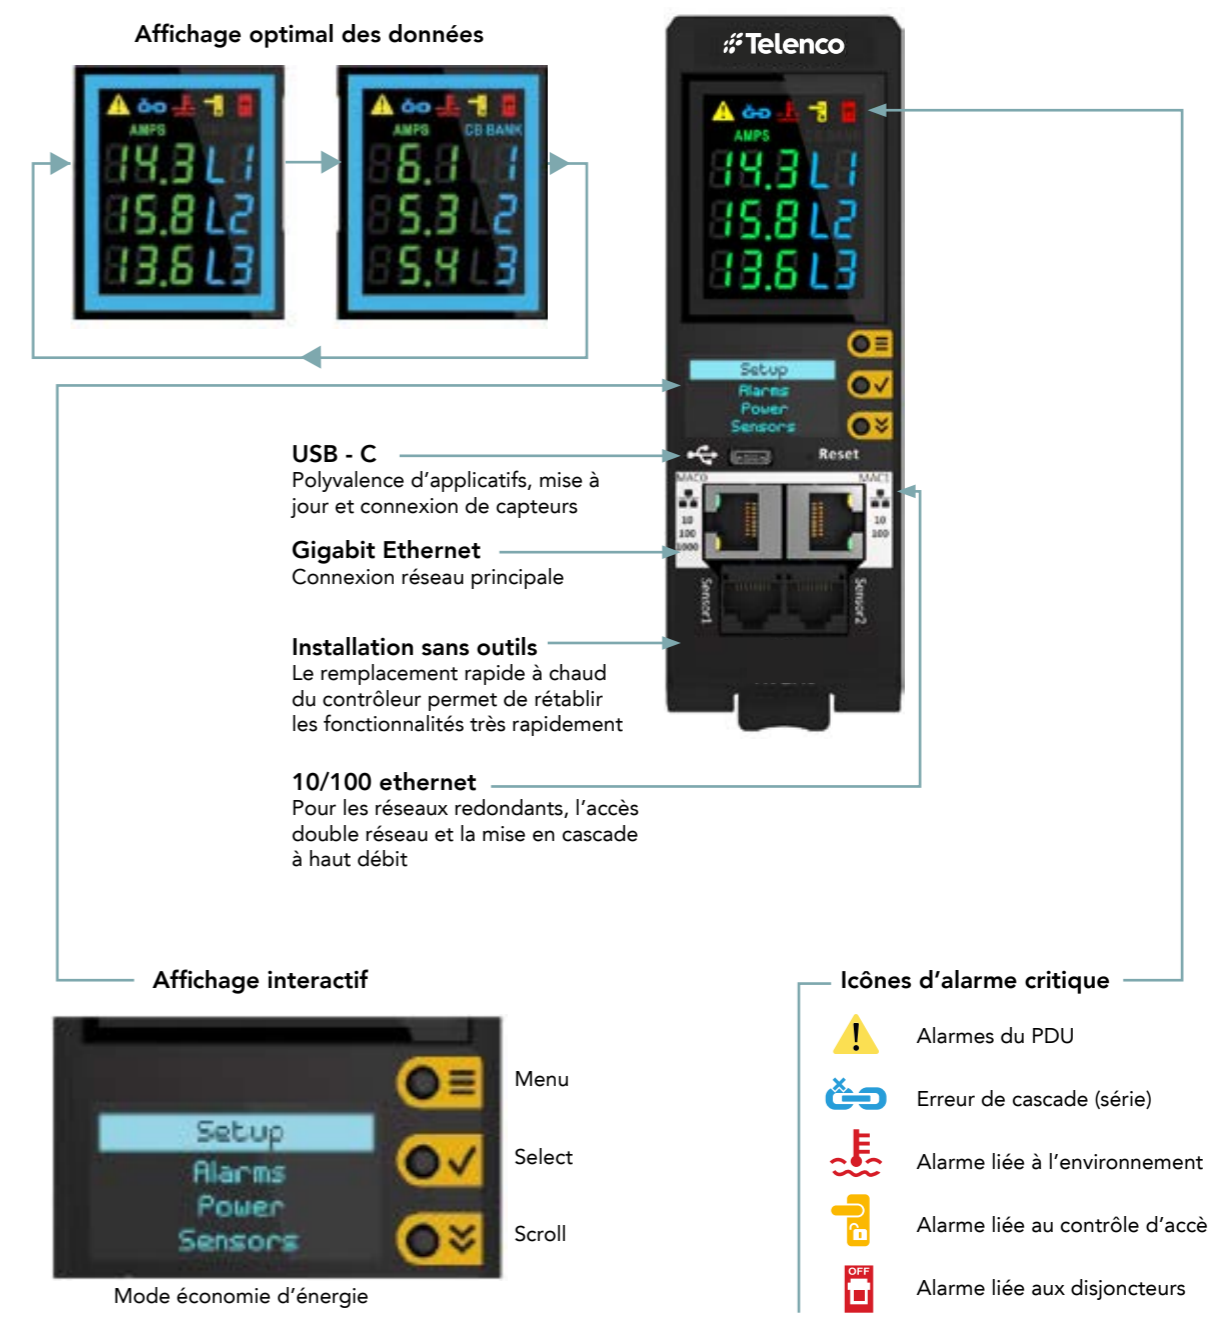 Affichage optimal des données
AMPS
14.3 L1
15.8 L2
13.6 L3
AMPS CB BANK
6.1 1
5.3 2
5.4 3
Telenco
AMPS
14.3 L1
15.8 L2
13.6 L3
Setup
Alarms
Power
Sensors
Reset
MAC0 MAC1
10
100
1000
10
100
Sensor1
Sensor2
USB - C
Polyvalence d'applicatifs, mise à
jour et connexion de capteurs
Gigabit Ethernet
Connexion réseau principale
Installation sans outils
Le remplacement rapide à chaud
du contrôleur permet de rétablir
les fonctionnalités très rapidement
10/100 ethernet
Pour les réseaux redondants, l'accès
double réseau et la mise en cascade
à haut débit
Affichage interactif
Setup
Alarms
Power
Sensors
Menu
Select
Scroll
Mode économie d'énergie
Icônes d'alarme critique
Alarmes du PDU
Erreur de cascade (série)
Alarme liée à l'environnement
Alarme liée au contrôle d'accè
OFF
Alarme liée aux disjoncteurs